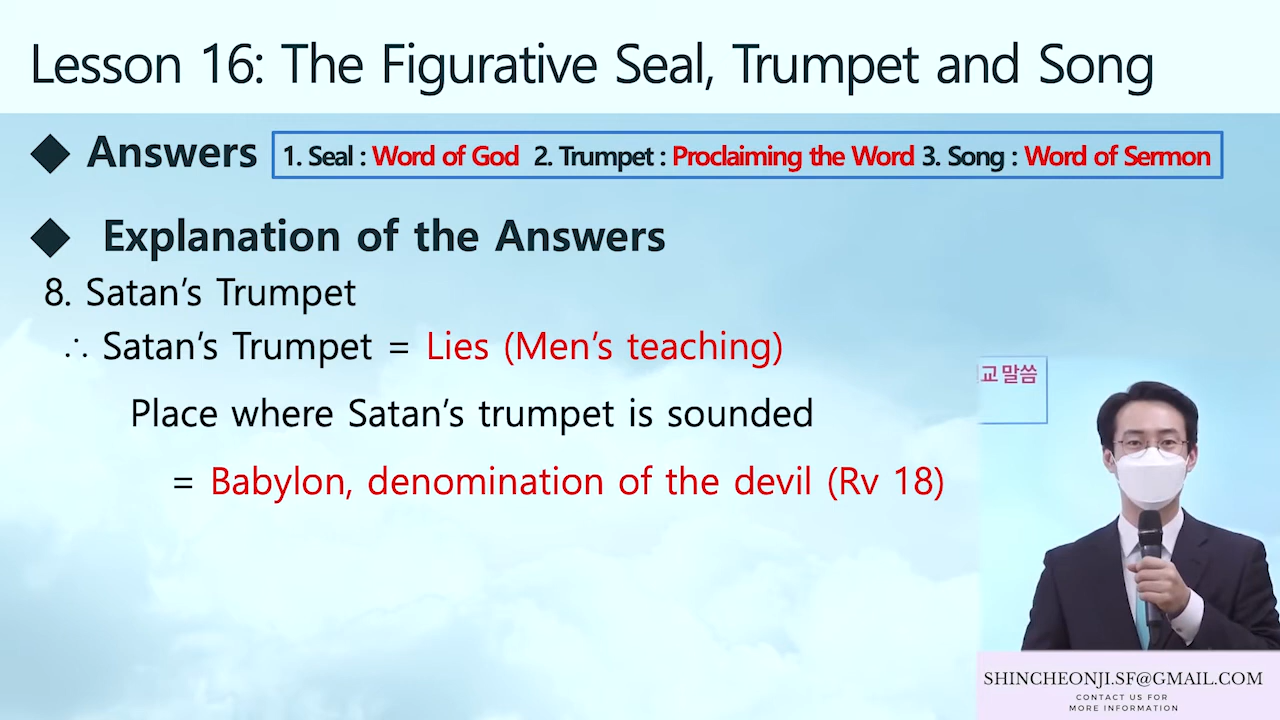 Lesson 16: The Figurative Seal, Trumpet and Song
◆ Answers
1. Seal : Word of God 2. Trumpet : Proclaiming the Word 3. Song : Word of Sermon
◆ Explanation of the Answers
8. Satan’s Trumpet
∴ Satan’s Trumpet = Lies (Men’s teaching)
Place where Satan’s trumpet is sounded
= Babylon, denomination of the devil (Rv 18)
교 말씀
SHINCHEONJI.SF@GMAIL.COM
CONTACT US FOR
MORE INFORMATION